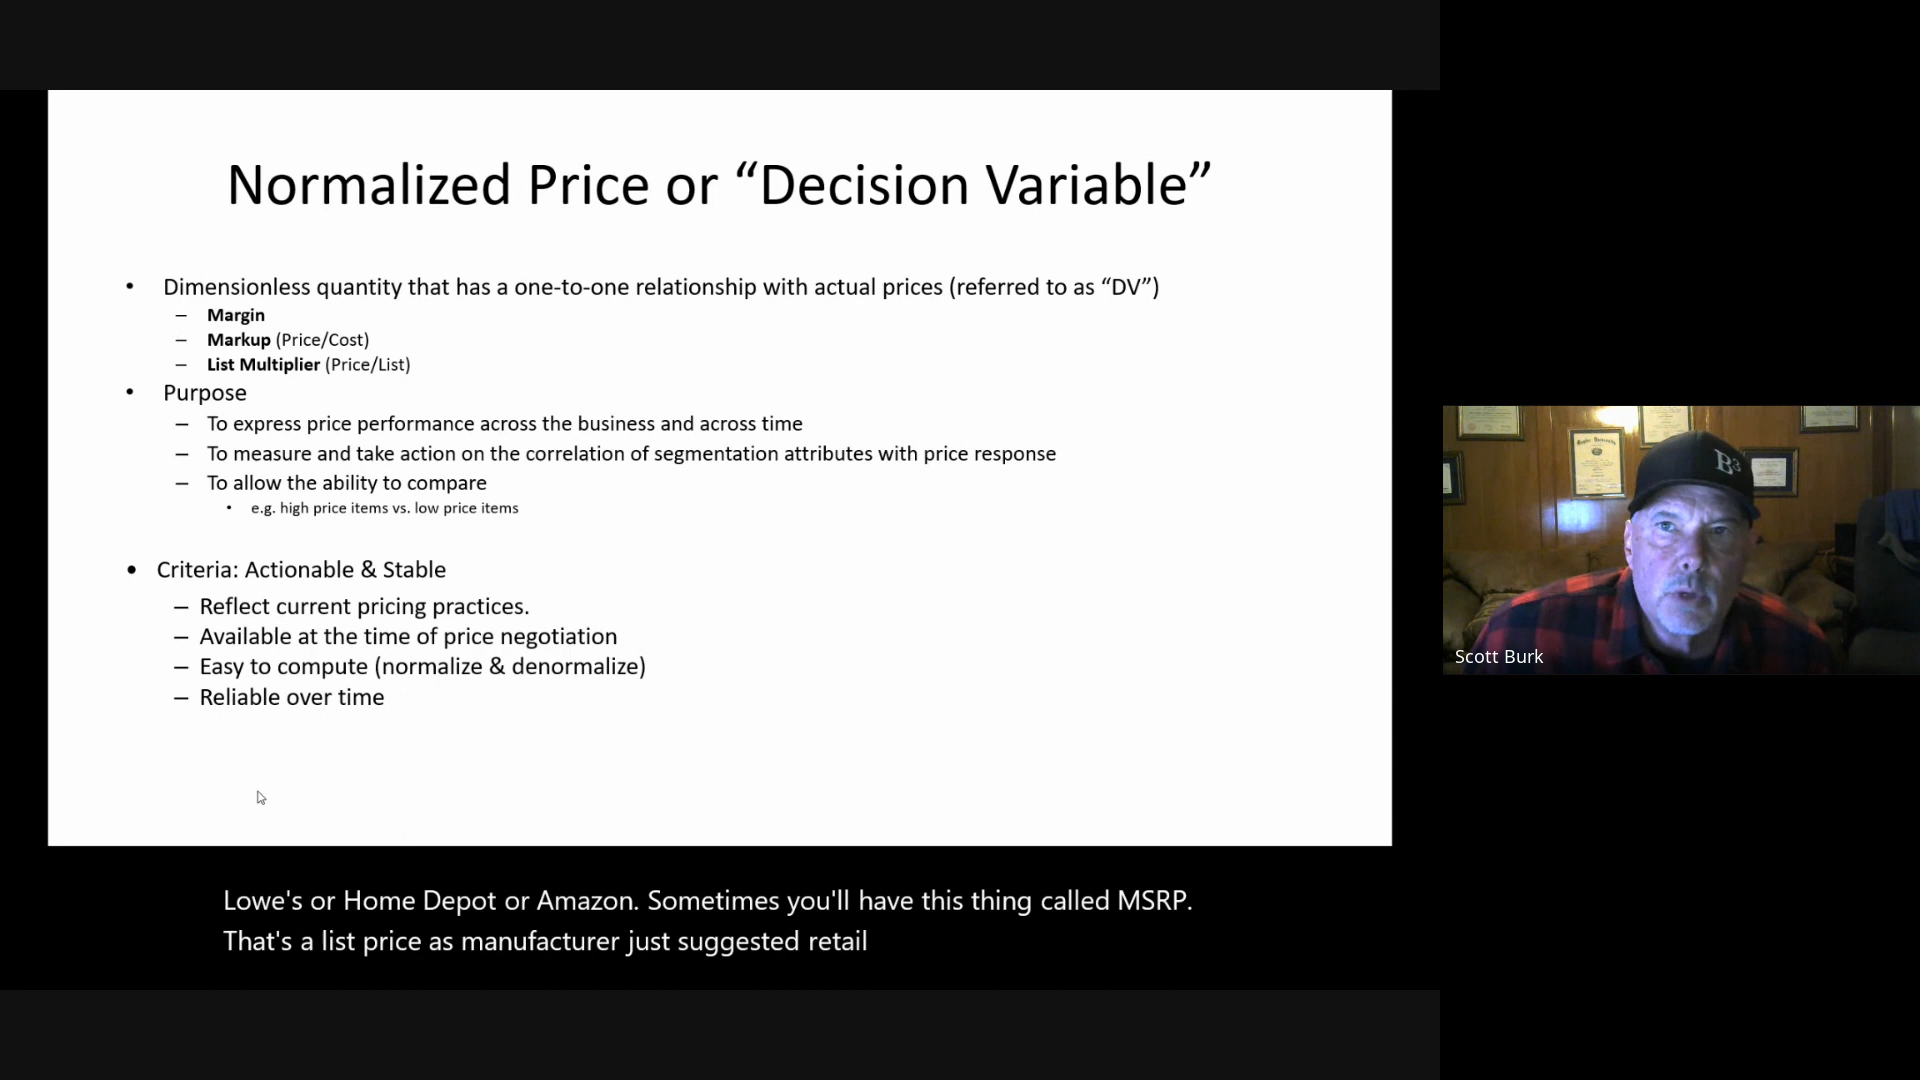 Normalized Price or “Decision Variable”
• Dimensionless quantity that has a one-to-one relationship with actual prices (referred to as “DV”)
– Margin
– Markup (Price/Cost)
– List Multiplier (Price/List)
• Purpose
– To express price performance across the business and across time
– To measure and take action on the correlation of segmentation attributes with price response
– To allow the ability to compare
• e.g. high price items vs. low price items
• Criteria: Actionable & Stable
– Reflect current pricing practices.
– Available at the time of price negotiation
– Easy to compute (normalize & denormalize)
– Reliable over time
B³
Scott Burk
Lowe's or Home Depot or Amazon. Sometimes you'll have this thing called MSRP.
That's a list price as manufacturer just suggested retail